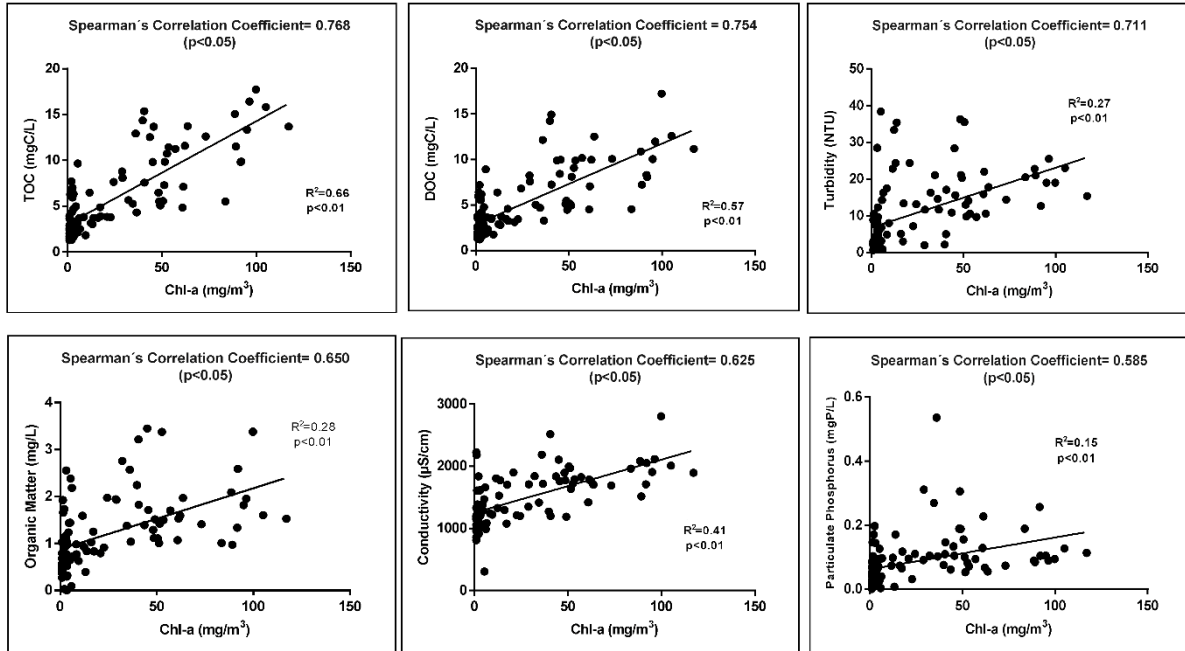 Spearman´s Correlation Coefficient= 0.768
(p<0.05)
20
15
10
5
0
TOC (mgC/L)
R²=0.66
p<0.01
0 50 100 150
Chl-a (mg/m³)
Spearman´s Correlation Coefficient = 0.754
(p<0.05)
20
15
10
5
0
DOC (mgC/L)
R²=0.57
p<0.01
0 50 100 150
Chl-a (mg/m³)
Spearman´s Correlation Coefficient= 0.711
(p<0.05)
50
40
30
20
10
0
Turbidity (NTU)
R²=0.27
p<0.01
0 50 100 150
Chl-a (mg/m³)
Spearman´s Correlation Coefficient= 0.650
(p<0.05)
4
3
2
1
0
Organic Matter (mg/L)
R²=0.28
p<0.01
0 50 100 150
Chl-a (mg/m³)
Spearman´s Correlation Coefficient= 0.625
(p<0.05)
3000
2400
1800
1200
600
0
Conductivity (µS/cm)
R²=0.41
p<0.01
0 50 100 150
Chl-a (mg/m³)
Spearman´s Correlation Coefficient= 0.585
(p<0.05)
0.6
0.4
0.2
0.0
Particulate Phosphorus (mgP/L)
R²=0.15
p<0.01
0 50 100 150
Chl-a (mg/m³)